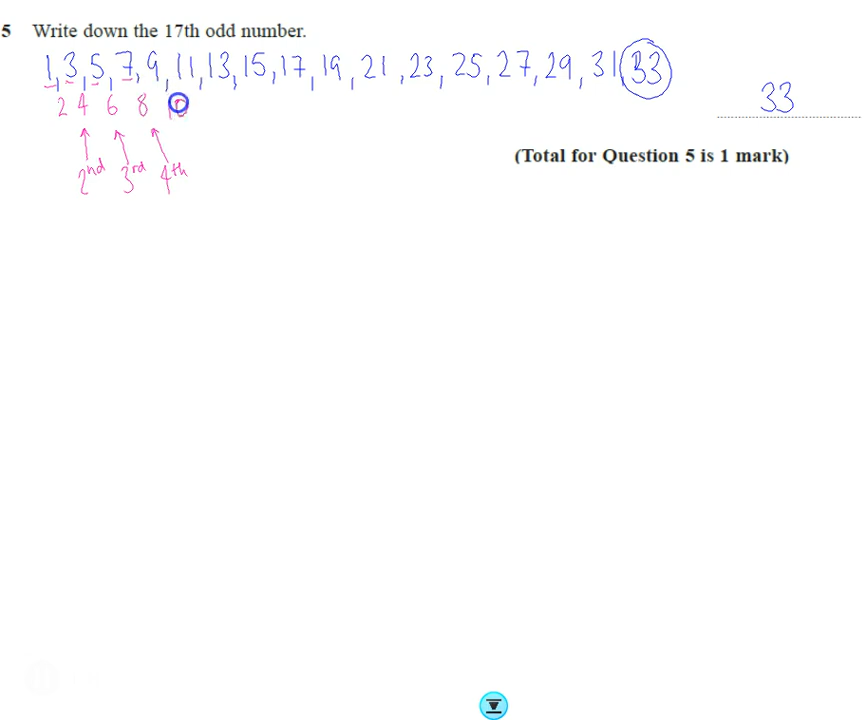 5 Write down the 17th odd number.
1, 3, 5, 7, 9, 11, 13, 15, 17, 19, 21, 23, 25, 27, 29, 31, 33
2 4 6 8 10
33
2nd 3rd 4th
(Total for Question 5 is 1 mark)